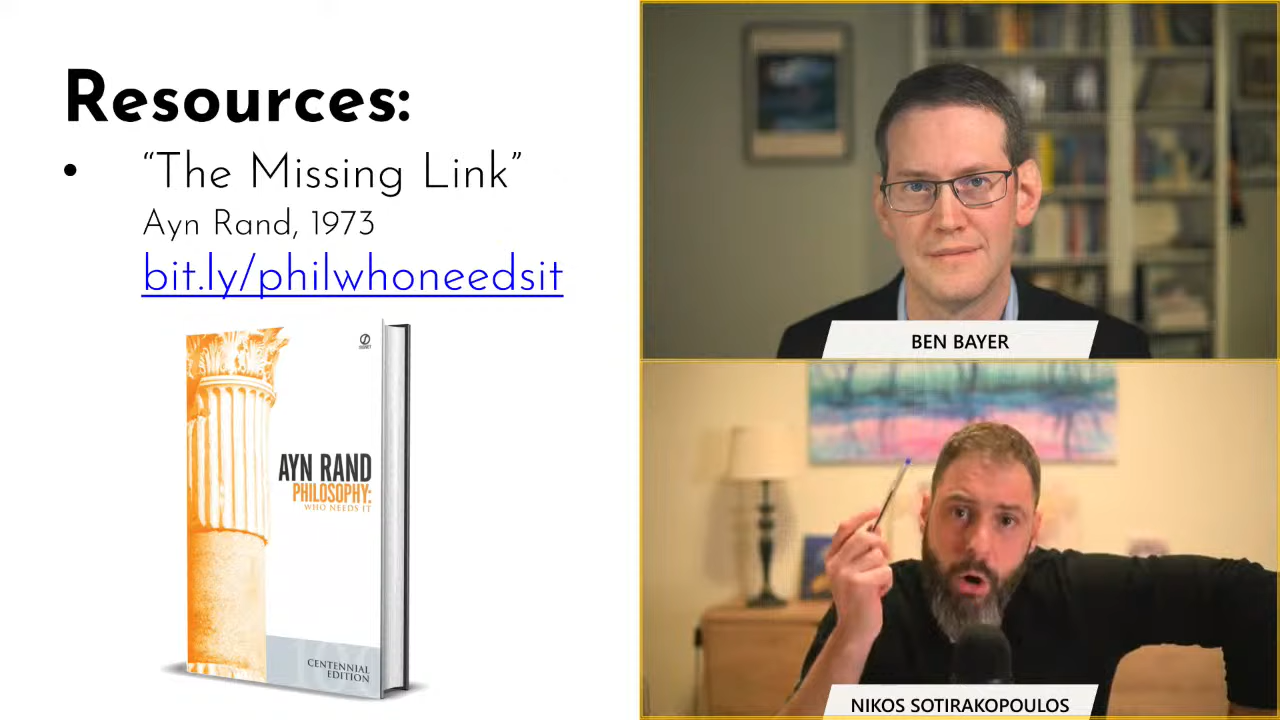 Resources:
• “The Missing Link”
Ayn Rand, 1973
bit.ly/philwhoneedsit
AYN RAND
PHILOSOPHY:
WHO NEEDS IT
CENTENNIAL
EDITION
BEN BAYER
NIKOS SOTIRAKOPOULOS